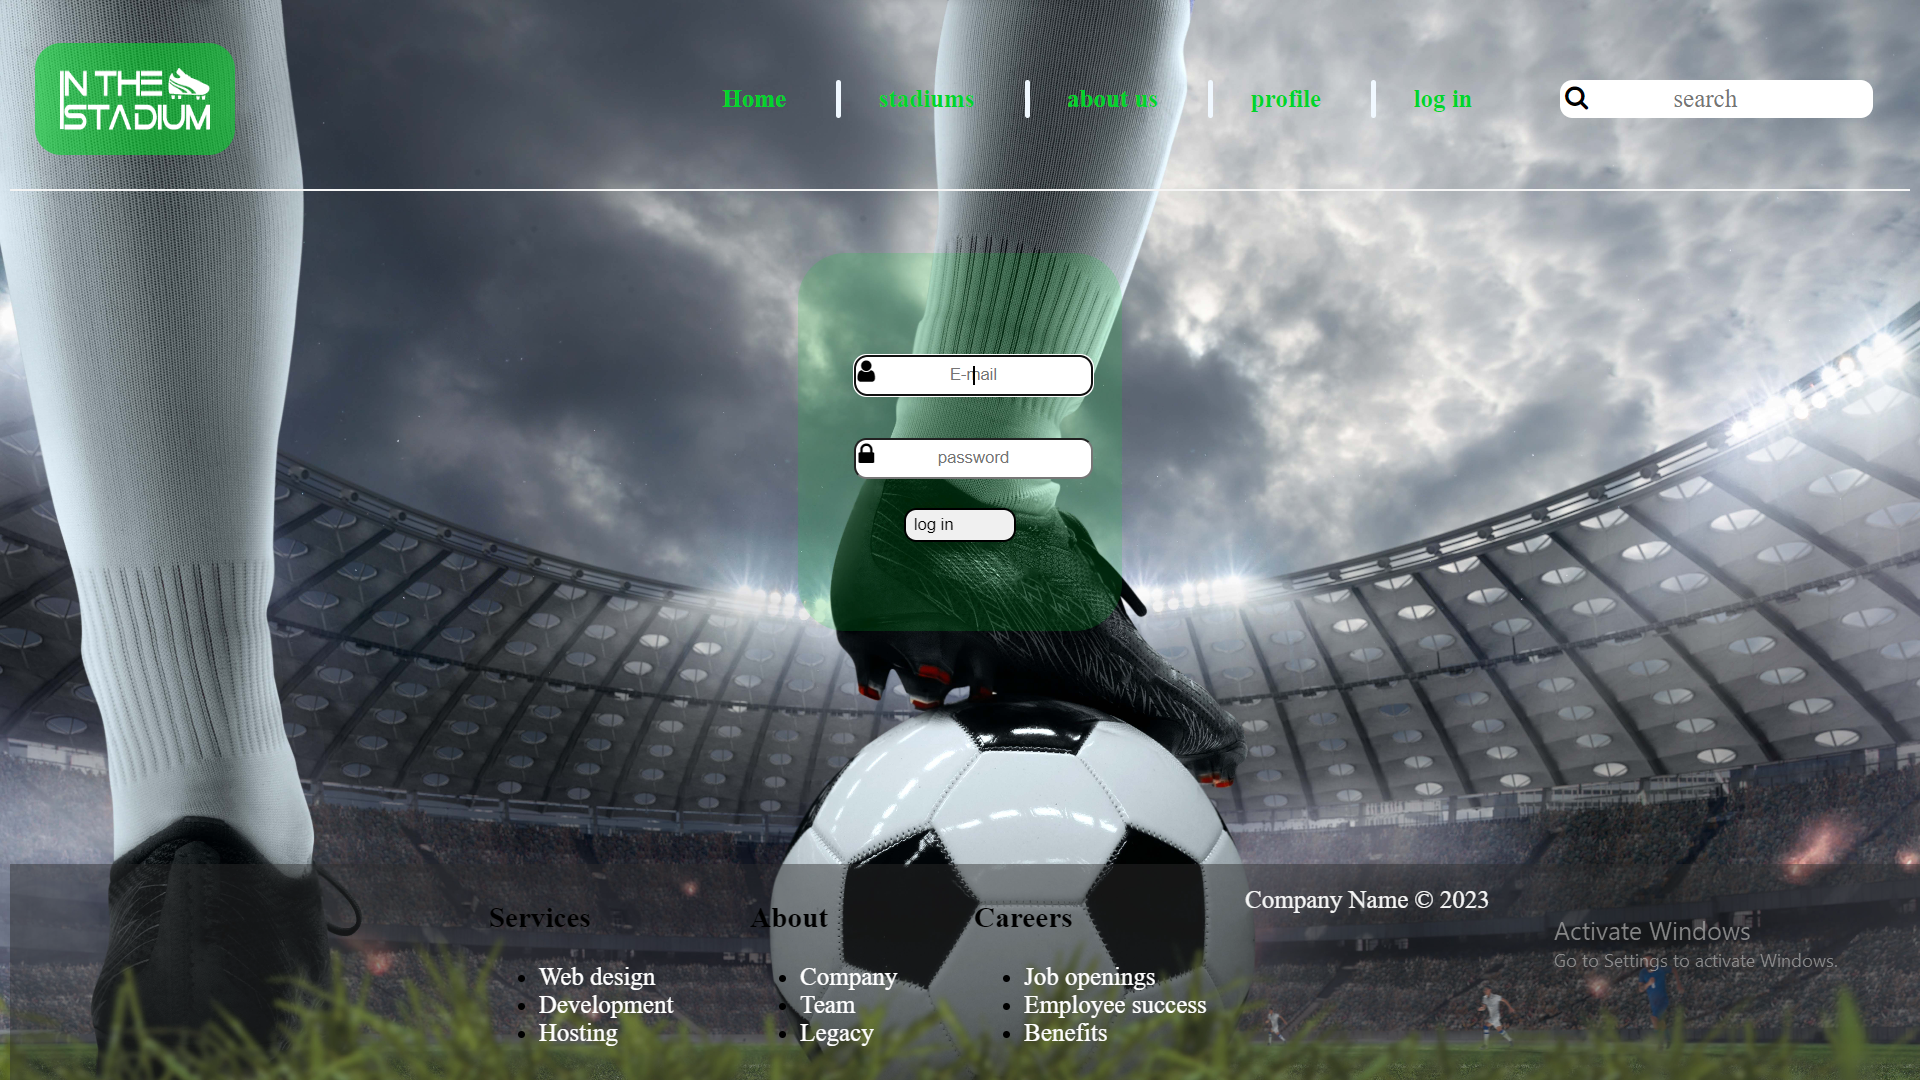 IN THE
STADIUM
Home
stadiums
about us
profile
log in
search
E-mail
password
log in
Company Name © 2023
Services
Web design
Development
Hosting
About
Company
Team
Legacy
Careers
Job openings
Employee success
Benefits
Activate Windows
Go to Settings to activate Windows.